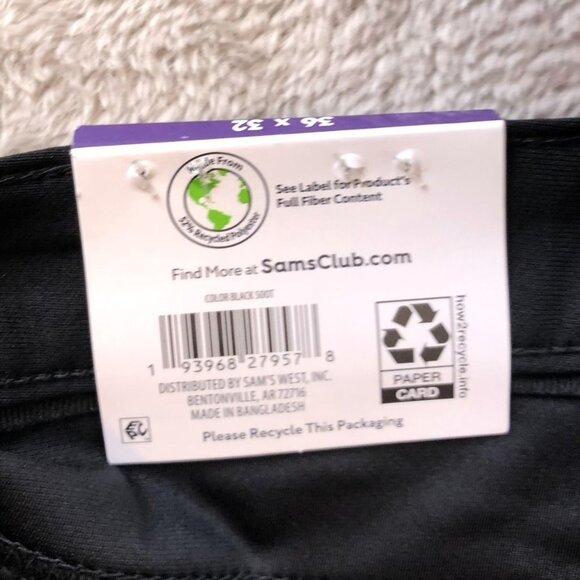 36 x 32
Made From
52% Recycled Polyester
See Label for Product's
Full Fiber Content
Find More at SamsClub.com
COLOR BLACK SOOT
1 93968 27957 8
DISTRIBUTED BY SAM'S WEST, INC.
BENTONVILLE, AR 72716
MADE IN BANGLADESH
Please Recycle This Packaging
PAPER
CARD
how2recycle.info